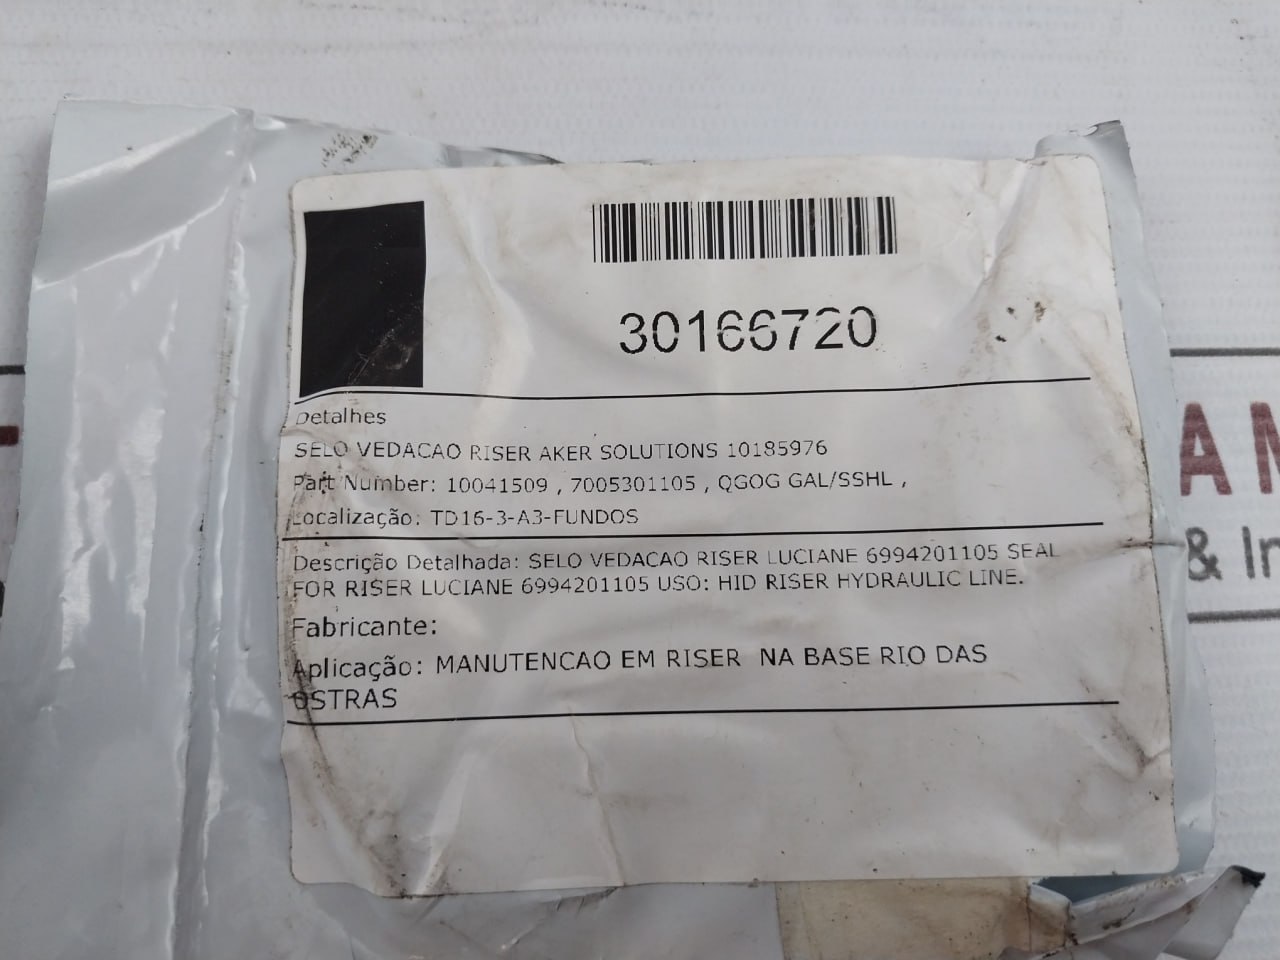 30166720
Detalhes
SELO VEDACAO RISER AKER SOLUTIONS 10185976
Part Number: 10041509 , 7005301105 , QGOG GAL/SSHL ,
Localização: TD16-3-A3-FUNDOS
Descrição Detalhada: SELO VEDACAO RISER LUCIANE 6994201105 SEAL
FOR RISER LUCIANE 6994201105 USO: HID RISER HYDRAULIC LINE.
Fabricante:
Aplicação: MANUTENCAO EM RISER NA BASE RIO DAS
OSTRAS
AM
& In